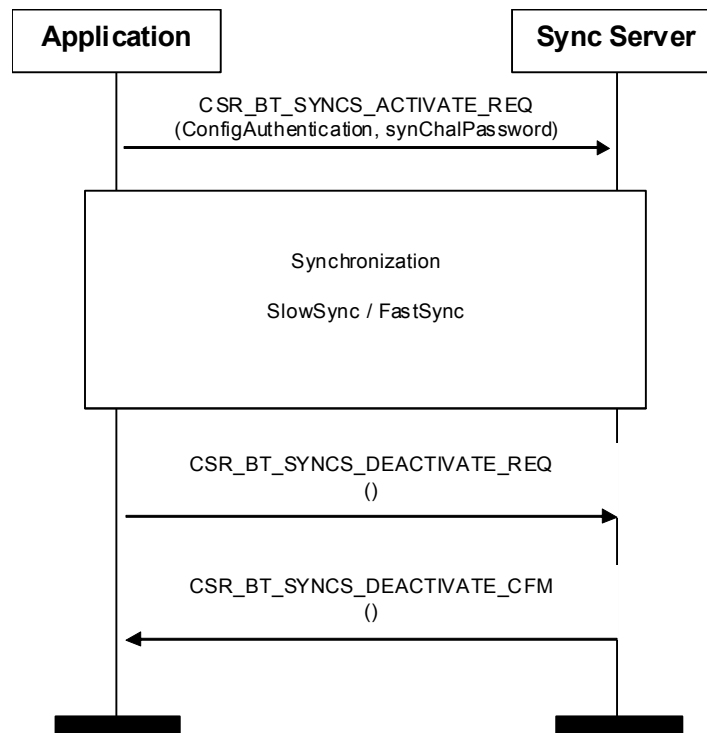 Application
Sync Server
CSR_BT_SYNCS_ACTIVATE_REQ
(ConfigAuthentication, synChalPassword)
Synchronization
SlowSync / FastSync
CSR_BT_SYNCS_DEACTIVATE_REQ
()
CSR_BT_SYNCS_DEACTIVATE_CFM
()